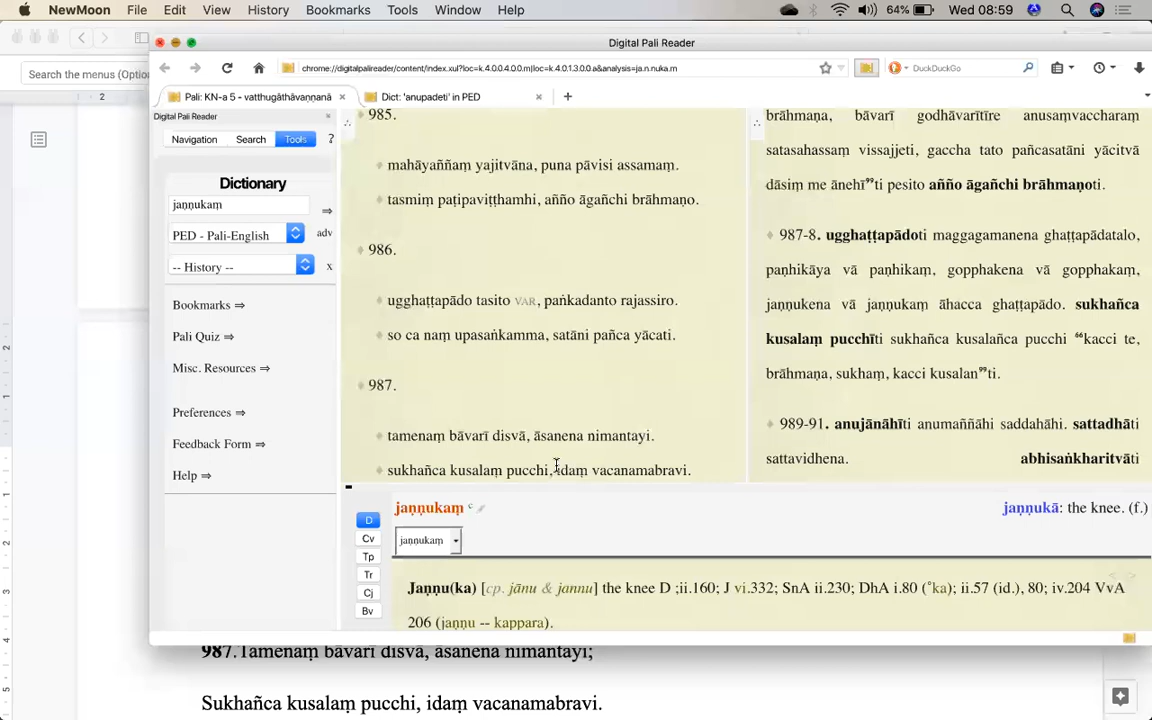 NewMoon File Edit View History Bookmarks Tools Window Help 64% Wed 08:59
Digital Pali Reader
chrome://digitalpalireader/content/index.xul?loc=k.4.0.0.4.0.0.m|loc=k.4.0.1.3.0.0.a&analysis=ja.n.nuka.m
DuckDuckGo
Search the menus (Option
Pali: KN-a 5 - vatthugāthāvaṇṇanā
Dict: 'anupadeti' in PED
2
Digital Pali Reader
Navigation Search Tools ?
Dictionary
jaṇṇukaṃ
PED - Pali-English adv
-- History -- x
Bookmarks ⇒
Pali Quiz ⇒
Misc. Resources ⇒
Preferences ⇒
Feedback Form ⇒
Help ⇒
985.
mahāyaññaṃ yajitvāna, puna pāvisi assamaṃ.
tasmiṃ paṭipaviṭṭhamhi, añño āgañchi brāhmaṇo.
986.
ugghaṭṭapādo tasito VAR, paṅkadanto rajassiro.
so ca naṃ upasaṅkamma, satāni pañca yācati.
987.
tamenaṃ bāvarī disvā, āsanena nimantayi.
sukhañca kusalaṃ pucchi, idaṃ vacanamabravi.
brāhmaṇa, bāvarī godhāvarītīre anusaṃvaccharaṃ
satasahassaṃ vissajjeti, gaccha tato pañcasatāni yācitvā
dāsiṃ me ānehī”ti pesito añño āgañchi brāhmaṇoti.
987-8. ugghaṭṭapādoti maggagamanena ghaṭṭapādatalo,
paṇhikāya vā paṇhikaṃ, gopphakena vā gopphakaṃ,
jaṇṇukena vā jaṇṇukaṃ āhacca ghaṭṭapādo. sukhañca
kusalaṃ pucchīti sukhañca kusalañca pucchi “kacci te,
brāhmaṇa, sukhaṃ, kacci kusalan”ti.
989-91. anujānāhīti anumaññāhi saddahāhi. sattadhāti
sattavidhena. abhisaṅkharitvāti
jaṇṇukaṃ c
jaṇṇukā: the knee. (f.)
D
jaṇṇukaṃ
Cv
Tp
Tr
Cj
Bv
Jaṇṇu(ka) [cp. jānu & jannu] the knee D ;ii.160; J vi.332; SnA ii.230; DhA i.80 (˚ka); ii.57 (id.), 80; iv.204 VvA
206 (jaṇṇu -- kappara).
987.Tamenaṃ bāvarī disvā, āsanena nimantayi;
Sukhañca kusalaṃ pucchi, idaṃ vacanamabravi.
2
1
1
2
3
4
5